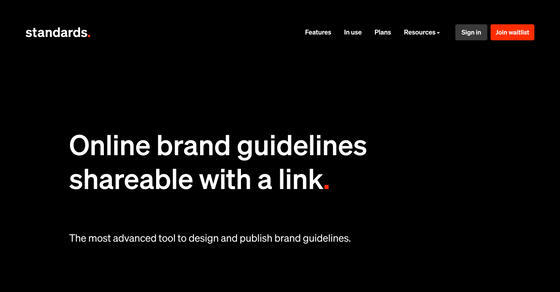 standards.
Features
In use
Plans
Resources
Sign in
Join waitlist
Online brand guidelines
shareable with a link.
The most advanced tool to design and publish brand guidelines.